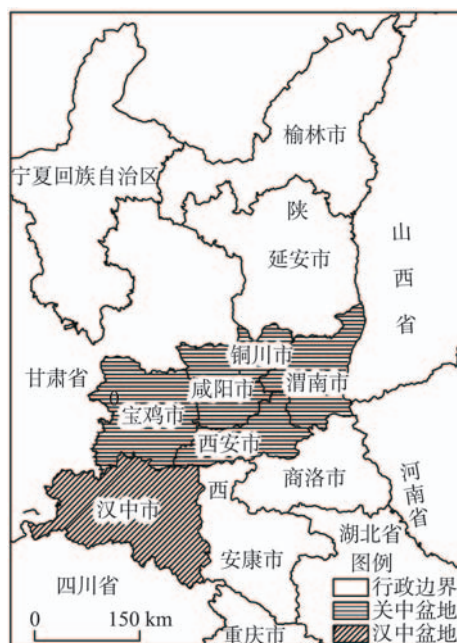 榆林市
宁夏回族自治区
陕
延安市
山
西
省
铜川市
甘肃省
咸阳市
渭南市
0
宝鸡市
西安市
西
商洛市
河
南
省
汉中市
湖北省
安康市
图例
四川省
行政边界
关中盆地
0 150 km
重庆市
汉中盆地